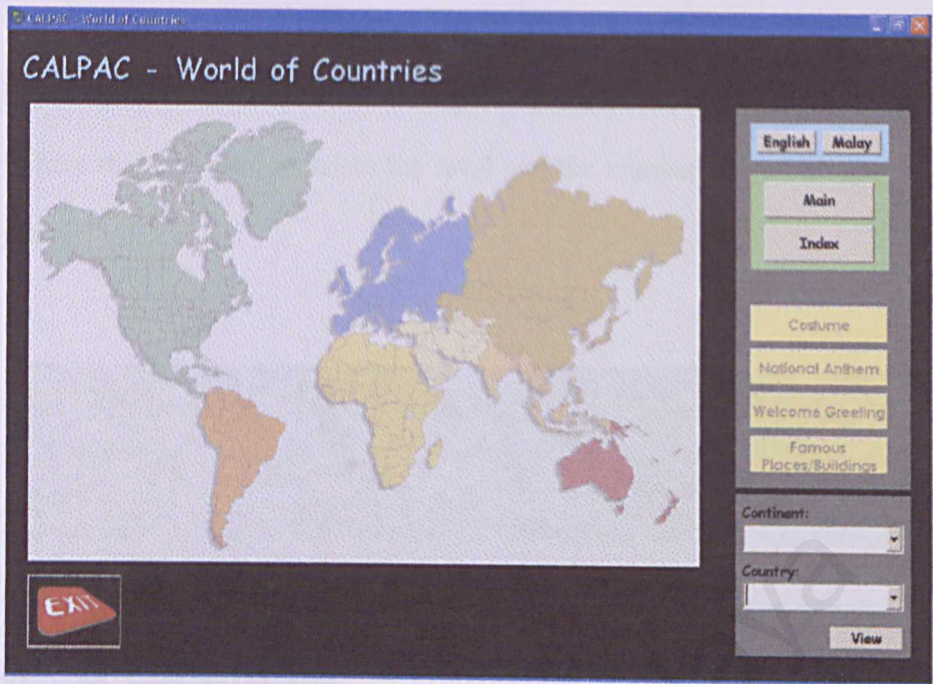 CALPAC - World of Countries
CALPAC - World of Countries
English Malay
Main
Index
Costume
National Anthem
Welcome Greeting
Famous
Places/Buildings
Continent:
Country:
View
EXIT